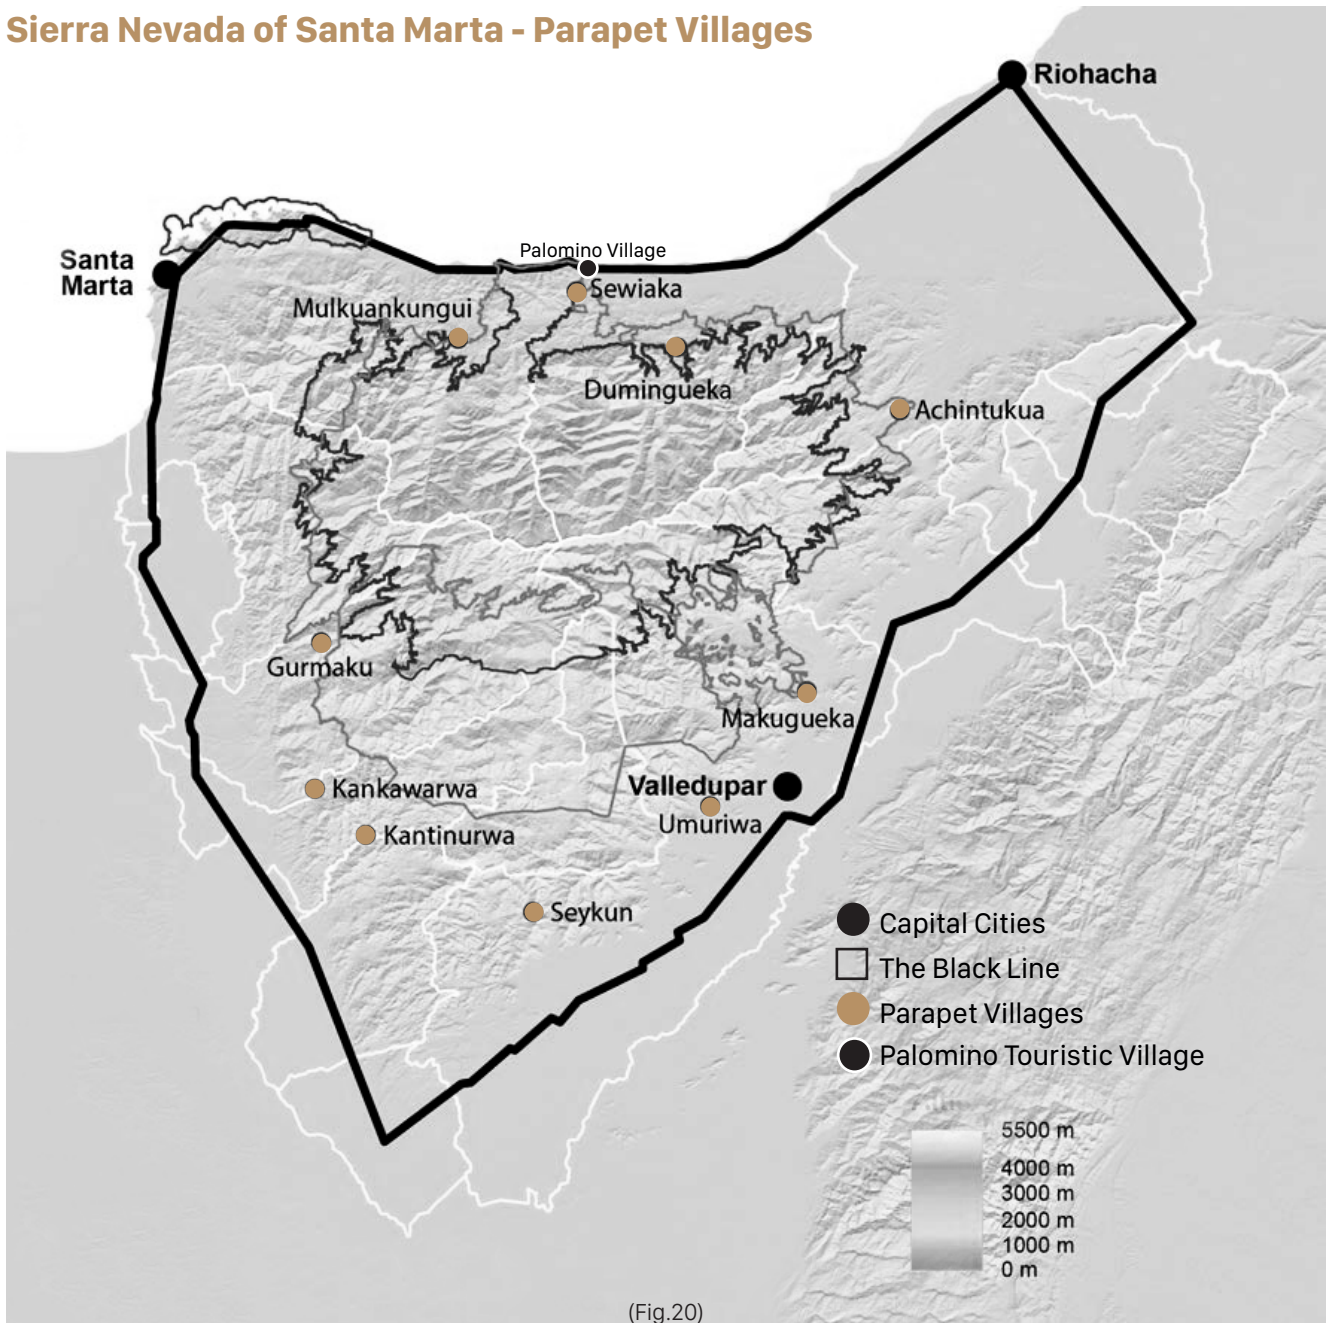 Sierra Nevada of Santa Marta - Parapet Villages
Riohacha
Palomino Village
Santa
Marta
Sewiaka
Mulkuankungui
Dumingueka
Achintukua
Gurmaku
Makugueka
Kankawarwa
Valledupar
Umuriwa
Kantinurwa
Seykun
Capital Cities
The Black Line
Parapet Villages
Palomino Touristic Village
5500 m
4000 m
3000 m
2000 m
1000 m
0 m
(Fig.20)